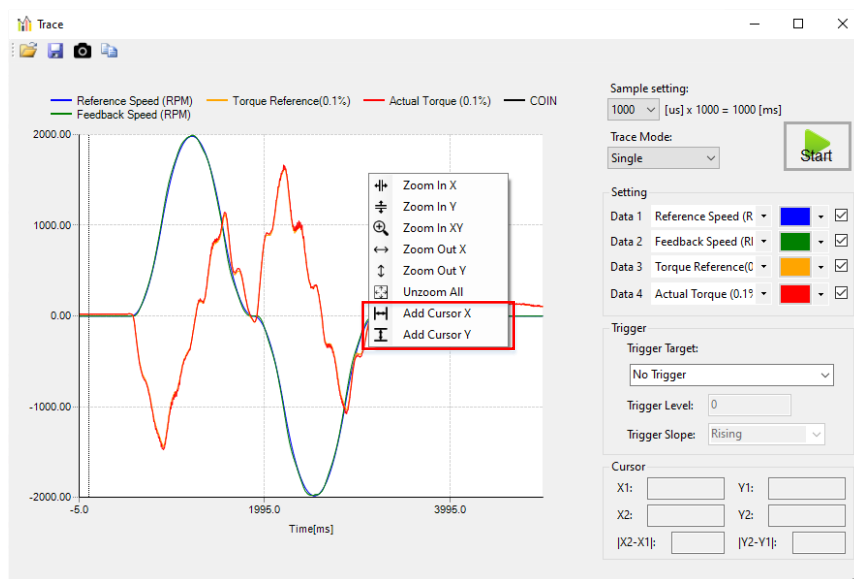 Trace
Reference Speed (RPM) Torque Reference(0.1%) Actual Torque (0.1%) COIN
Feedback Speed (RPM)
2000.00
1000.00
0.00
-1000.00
-2000.00
-5.0 1995.0 3995.0
Time[ms]
Zoom In X
Zoom In Y
Zoom In XY
Zoom Out X
Zoom Out Y
Unzoom All
Add Cursor X
Add Cursor Y
Sample setting:
1000 [us] x 1000 = 1000 [ms]
Trace Mode:
Single
Start
Setting
Data 1 Reference Speed (R
Data 2 Feedback Speed (RI
Data 3 Torque Reference(0
Data 4 Actual Torque (0.1%
Trigger
Trigger Target:
No Trigger
Trigger Level: 0
Trigger Slope: Rising
Cursor
X1: Y1:
X2: Y2:
|X2-X1|: |Y2-Y1|: